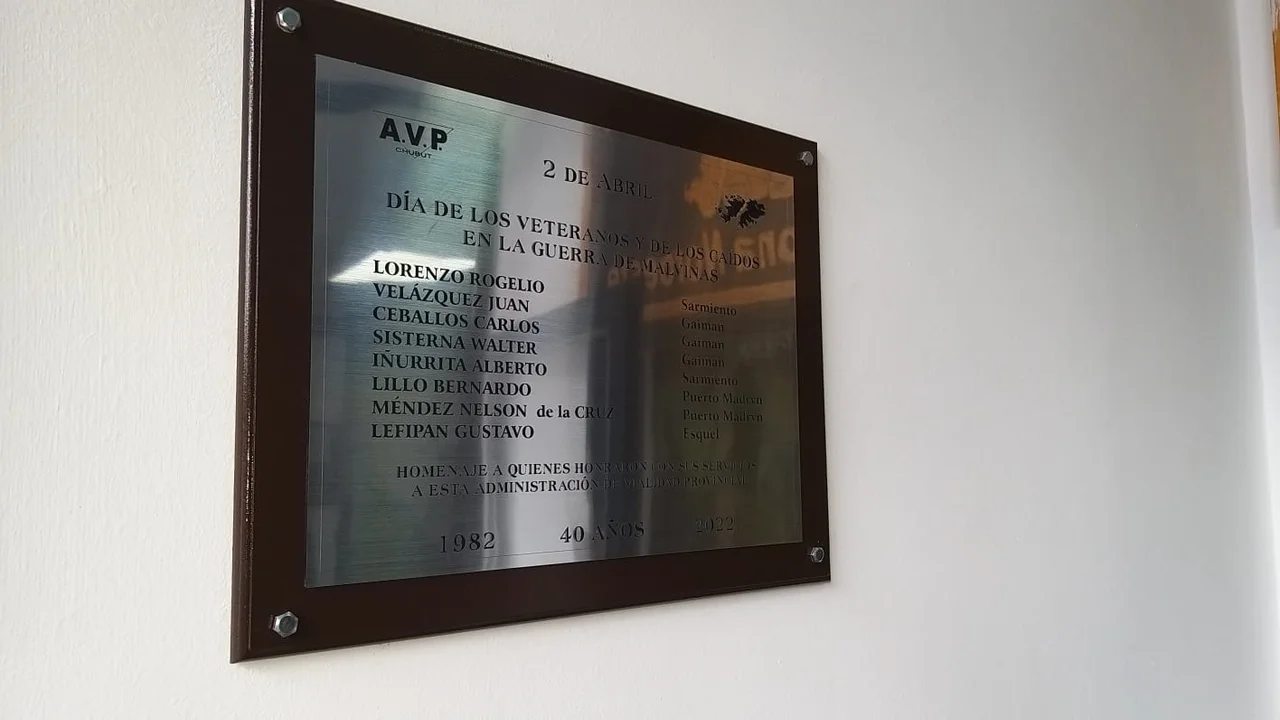 A.V.P.
CHUBUT
2 DE ABRIL
DÍA DE LOS VETERANOS Y DE LOS CAÍDOS
EN LA GUERRA DE MALVINAS
LORENZO ROGELIO Sarmiento
VELÁZQUEZ JUAN Gaiman
CEBALLOS CARLOS Gaiman
SISTERNA WALTER Gaiman
IÑURRITA ALBERTO Sarmiento
LILLO BERNARDO Puerto Madryn
MÉNDEZ NELSON de la CRUZ Puerto Madryn
LEFIPAN GUSTAVO Esquel
HOMENAJE A QUIENES HONRARON CON SUS SERVICIOS
A ESTA ADMINISTRACIÓN DE VIALIDAD PROVINCIAL
1982 40 AÑOS 2022